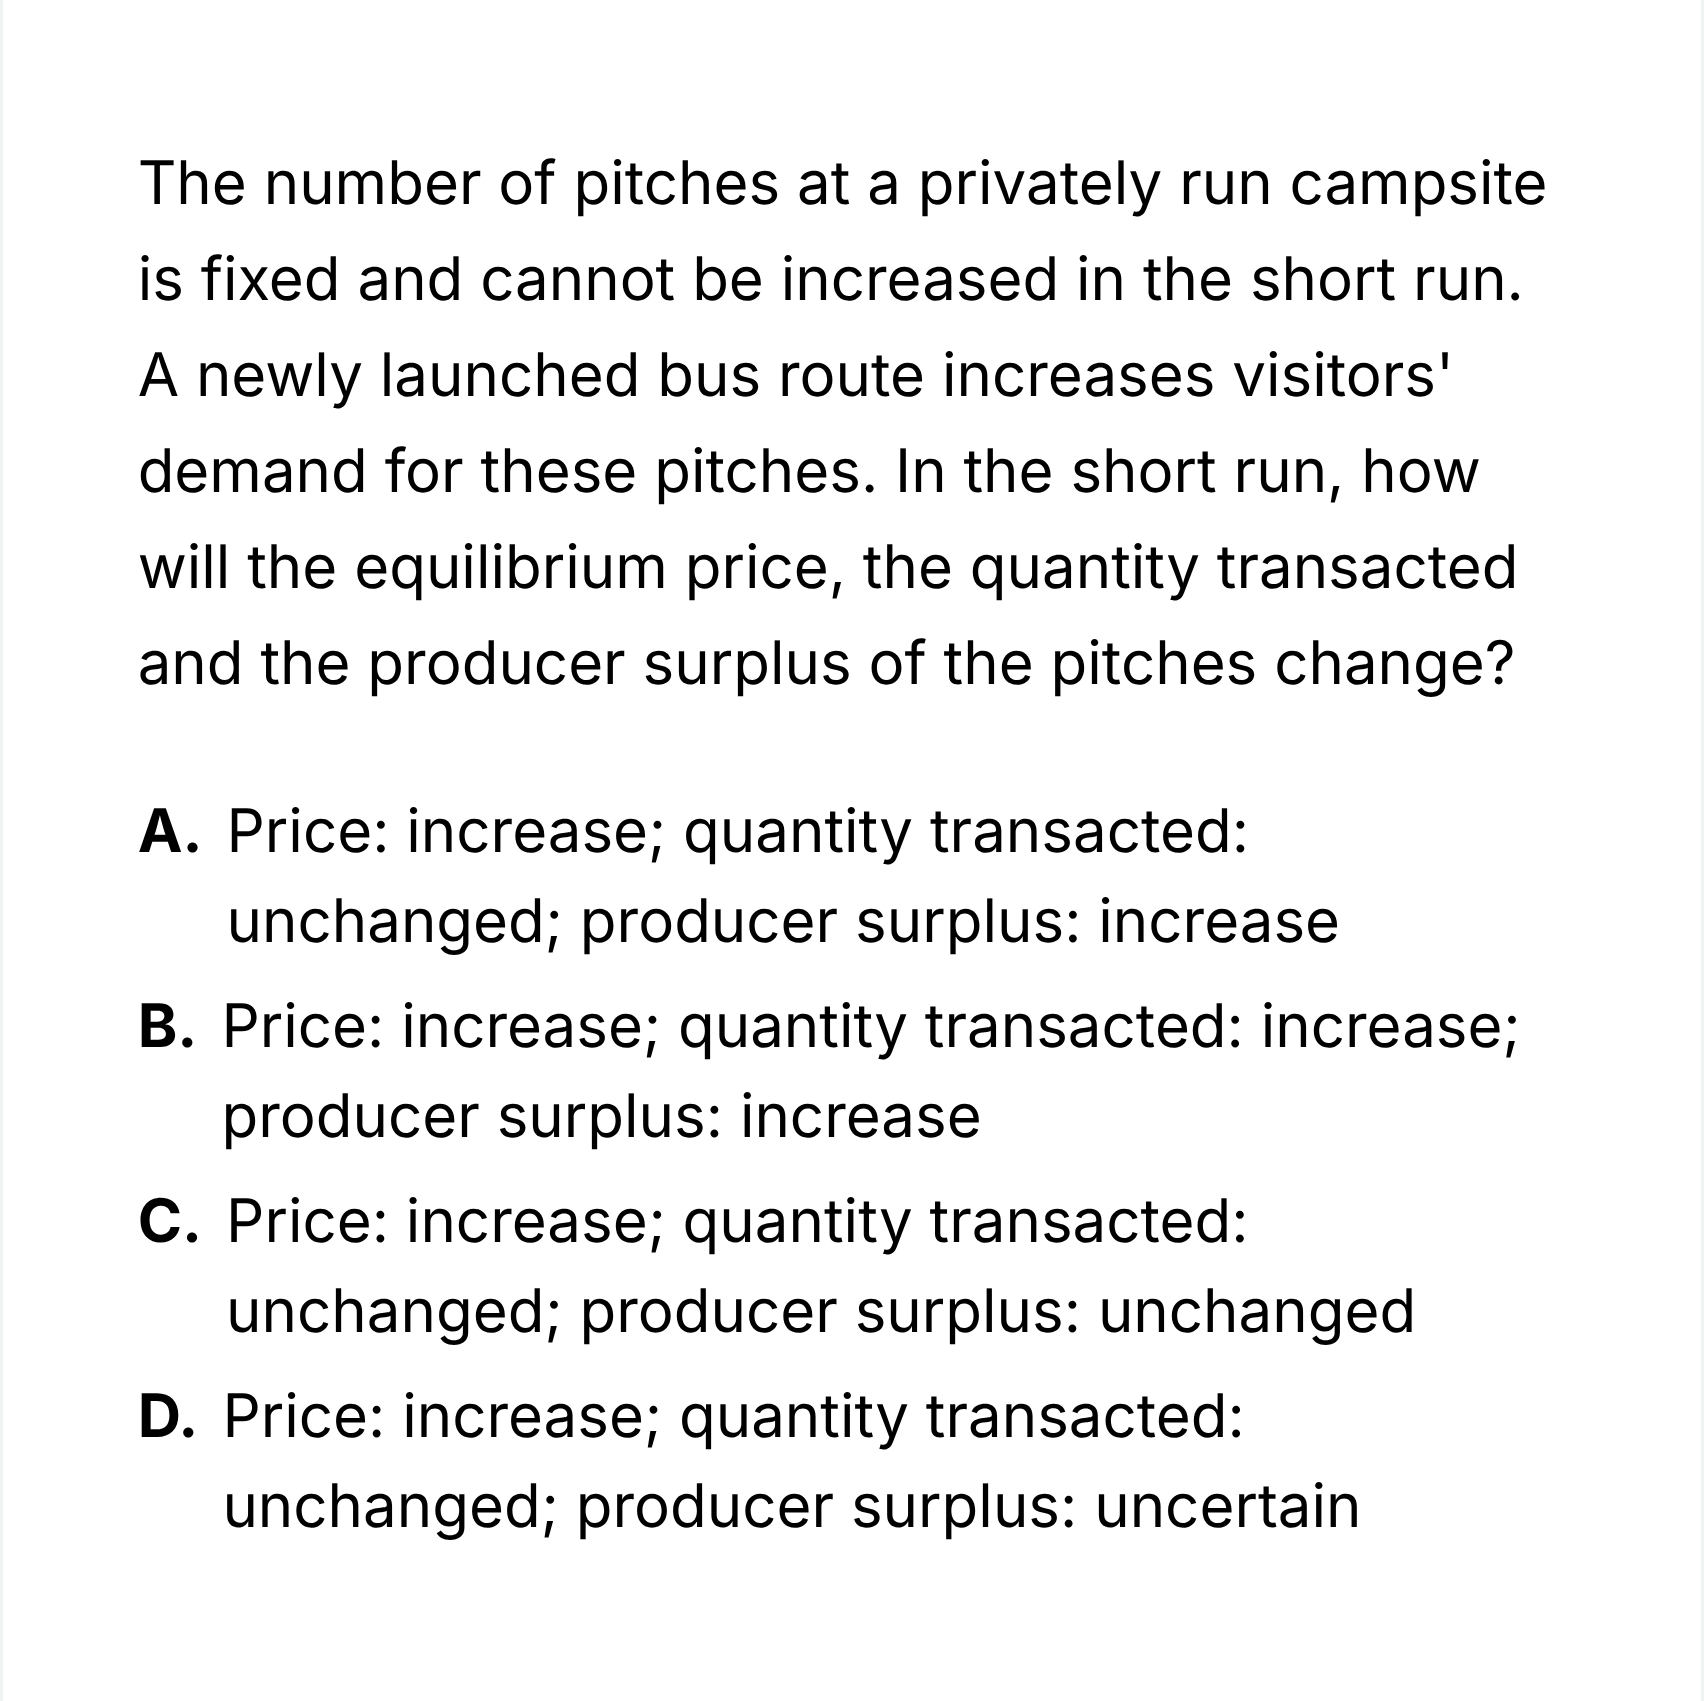 The number of pitches at a privately run campsite
is fixed and cannot be increased in the short run.
A newly launched bus route increases visitors'
demand for these pitches. In the short run, how
will the equilibrium price, the quantity transacted
and the producer surplus of the pitches change?
A. Price: increase; quantity transacted:
unchanged; producer surplus: increase
B. Price: increase; quantity transacted: increase;
producer surplus: increase
C. Price: increase; quantity transacted:
unchanged; producer surplus: unchanged
D. Price: increase; quantity transacted:
unchanged; producer surplus: uncertain